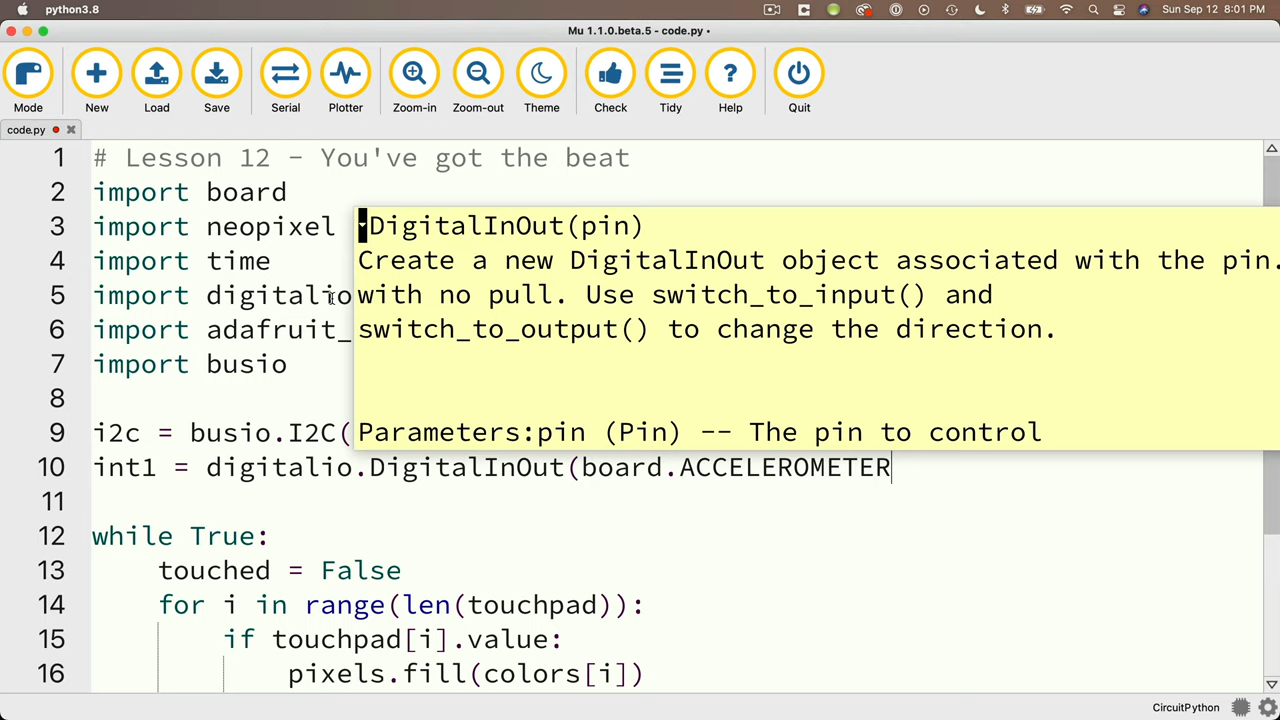 python3.8
Sun Sep 12 8:01 PM
Mu 1.1.0.beta.5 - code.py •
Mode New Load Save Serial Plotter Zoom-in Zoom-out Theme Check Tidy Help Quit
code.py
1 # Lesson 12 - You've got the beat
2 import board
3 import neopixel
4 import time
5 import digitalio
6 import adafruit_
7 import busio
8
9 i2c = busio.I2C(
10 int1 = digitalio.DigitalInOut(board.ACCELEROMETER
11
12 while True:
13 touched = False
14 for i in range(len(touchpad)):
15 if touchpad[i].value:
16 pixels.fill(colors[i])
DigitalInOut(pin)
Create a new DigitalInOut object associated with the pin.
with no pull. Use switch_to_input() and
switch_to_output() to change the direction.
Parameters:pin (Pin) -- The pin to control
CircuitPython